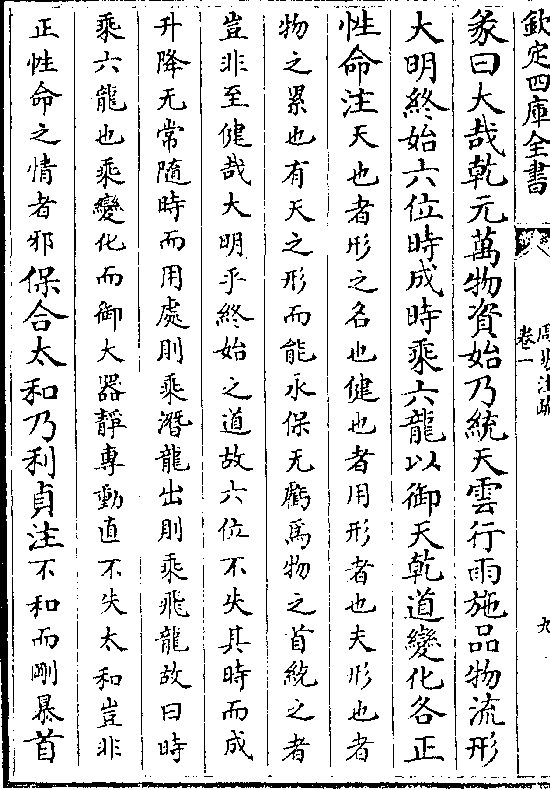 欽定四庫全書
周易注疏
卷一
九
彖曰大哉乾元萬物資始乃統天雲行雨施品物流形
大明終始六位時成時乘六龍以御天乾道變化各正
性命注天也者形之名也健也者用形者也夫形也者
物之累也有天之形而能永保无虧為物之首統之者
豈非至健哉大明乎終始之道故六位不失其時而成
升降无常隨時而用處則乘潛龍出則乘飛龍故曰時
乘六龍也乘變化而御大器靜專動直不失太和豈非
正性命之情者邪保合太和乃利貞注不和而剛暴首